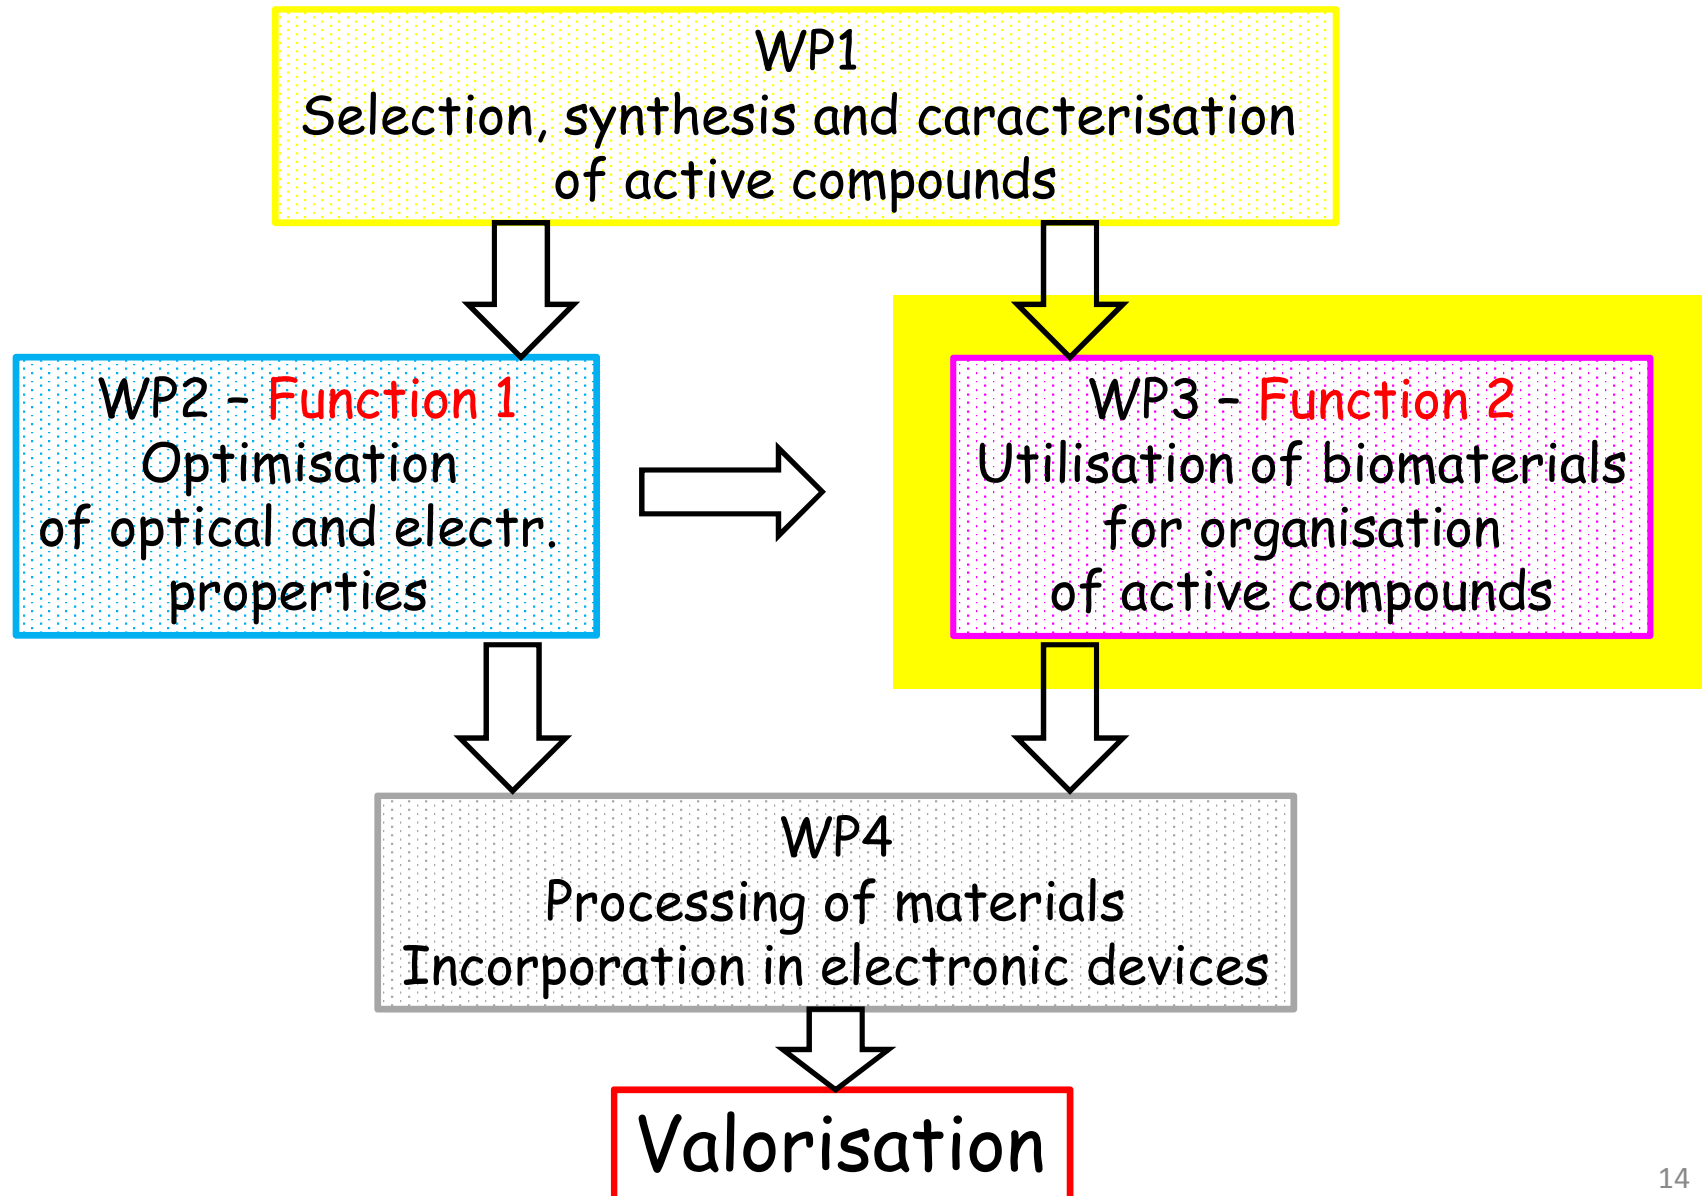 WP1
Selection, synthesis and caracterisation
of active compounds
WP2 – Function 1
Optimisation
of optical and electr.
properties
WP3 – Function 2
Utilisation of biomaterials
for organisation
of active compounds
WP4
Processing of materials
Incorporation in electronic devices
Valorisation
14